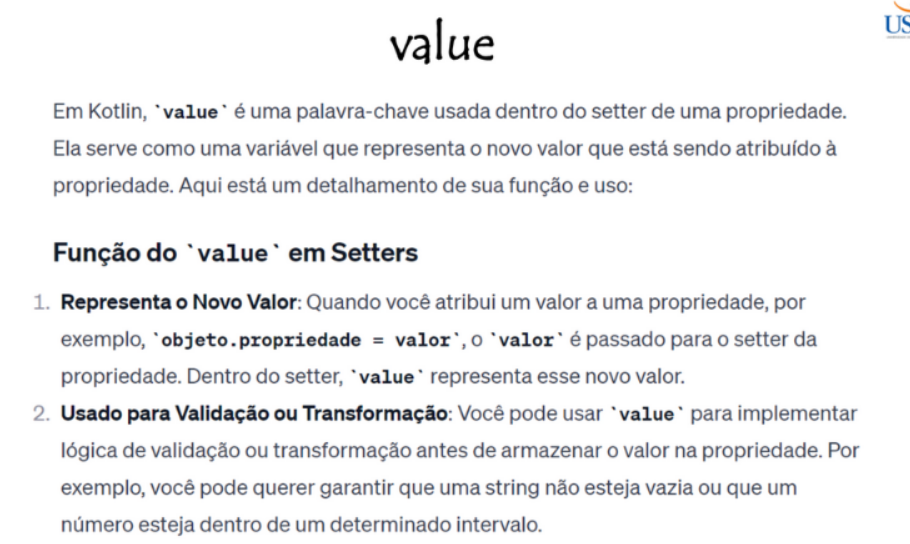 value
US
Em Kotlin, `value` é uma palavra-chave usada dentro do setter de uma propriedade.
Ela serve como uma variável que representa o novo valor que está sendo atribuído à
propriedade. Aqui está um detalhamento de sua função e uso:
Função do `value` em Setters
1. Representa o Novo Valor: Quando você atribui um valor a uma propriedade, por
exemplo, `objeto.propriedade = valor`, o `valor` é passado para o setter da
propriedade. Dentro do setter, `value` representa esse novo valor.
2. Usado para Validação ou Transformação: Você pode usar `value` para implementar
lógica de validação ou transformação antes de armazenar o valor na propriedade. Por
exemplo, você pode querer garantir que uma string não esteja vazia ou que um
número esteja dentro de um determinado intervalo.